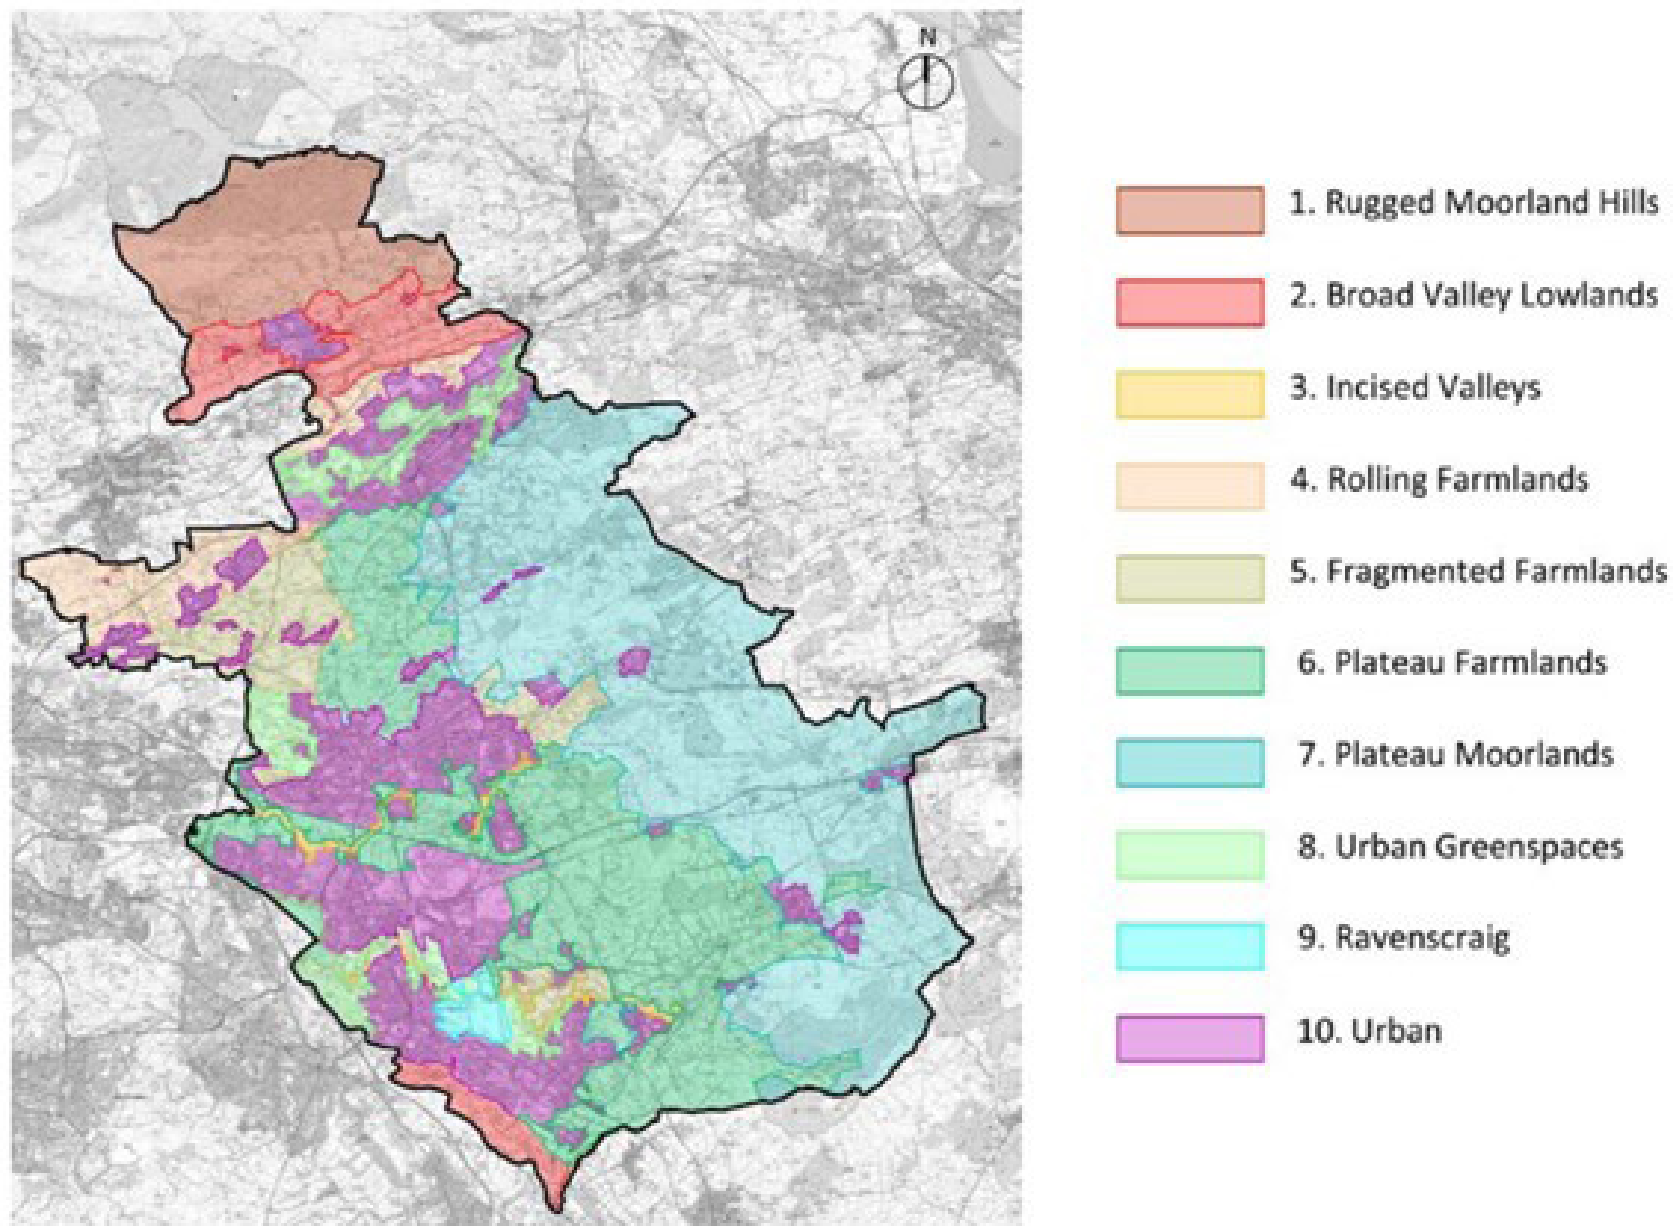 N
1. Rugged Moorland Hills
2. Broad Valley Lowlands
3. Incised Valleys
4. Rolling Farmlands
5. Fragmented Farmlands
6. Plateau Farmlands
7. Plateau Moorlands
8. Urban Greenspaces
9. Ravenscraig
10. Urban